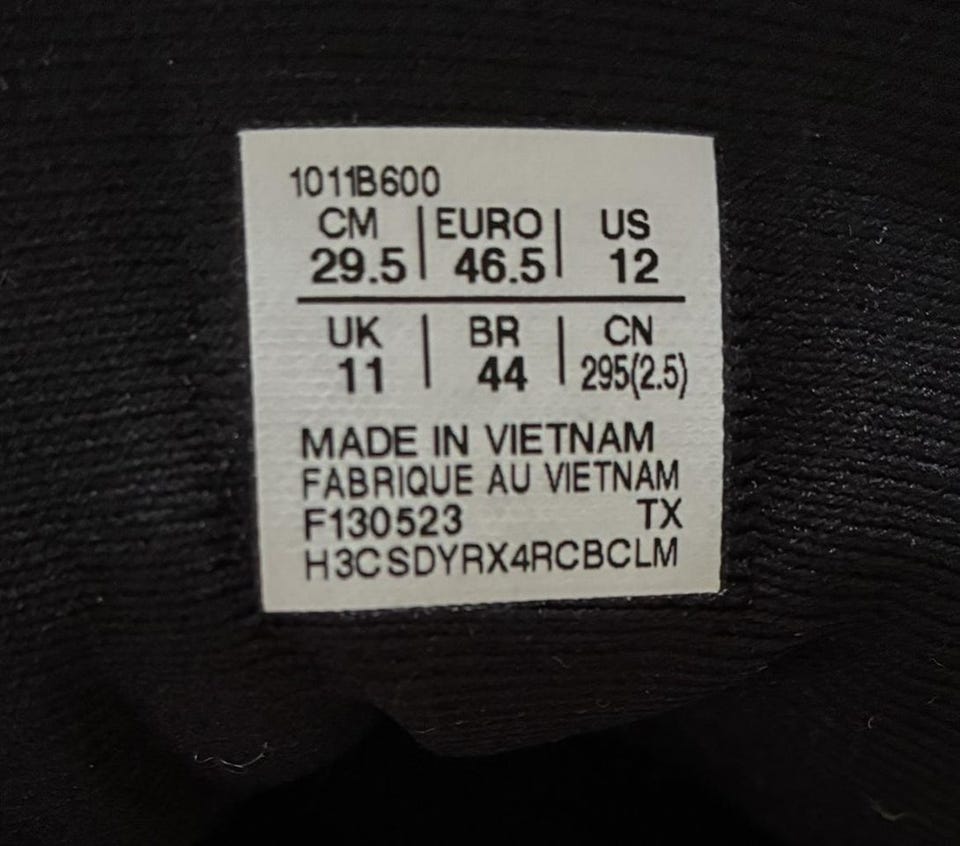 1011B600
CM | EURO | US
29.5 | 46.5 | 12
UK | BR | CN
11 | 44 | 295(2.5)
MADE IN VIETNAM
FABRIQUE AU VIETNAM
F130523 TX
H3CSDYRX4RCBCLM